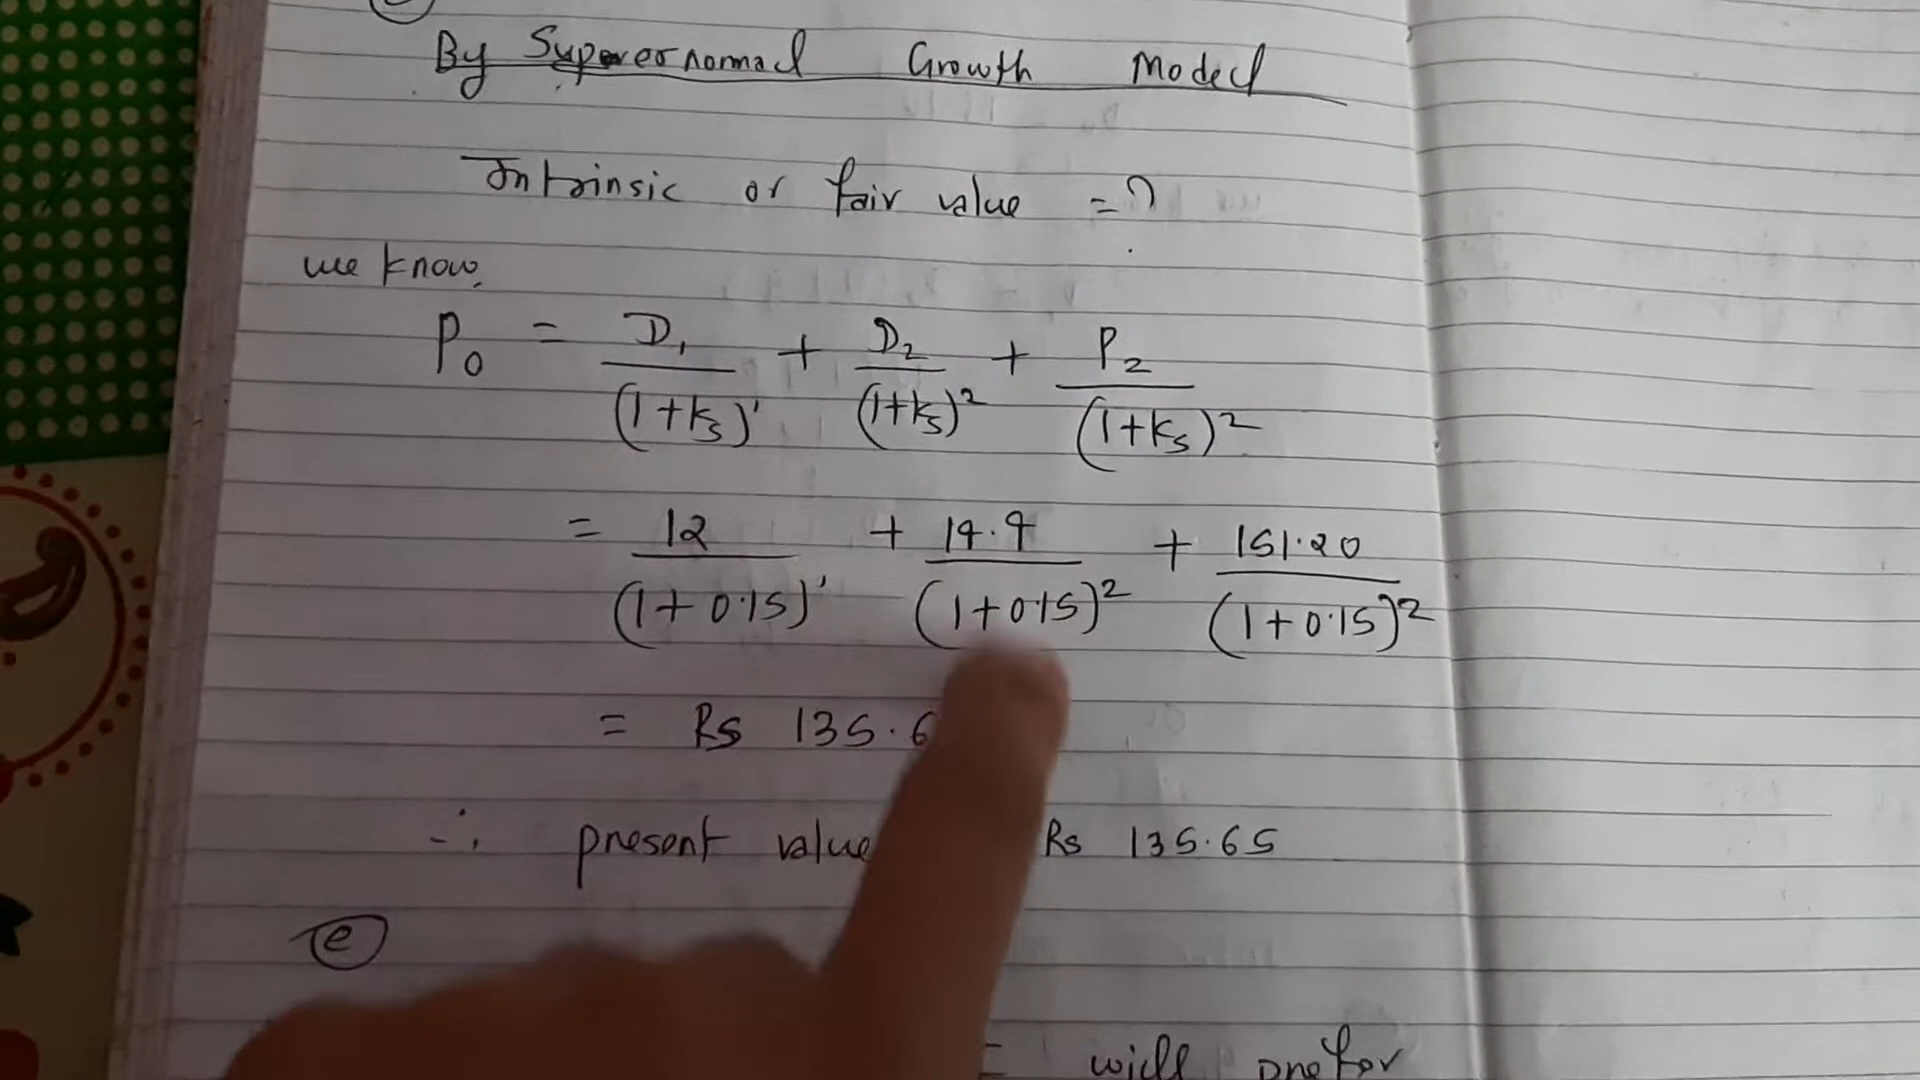 By Supernormal Growth Model
Intrinsic or fair value = ?
we know,
P₀ = D₁/(1+ks)¹ + D₂/(1+ks)² + P₂/(1+ks)²
= 12/(1+0.15)¹ + 14.4/(1+0.15)² + 151.20/(1+0.15)²
= Rs 135.6
∴ present value Rs 135.65
(e)
= will prefer